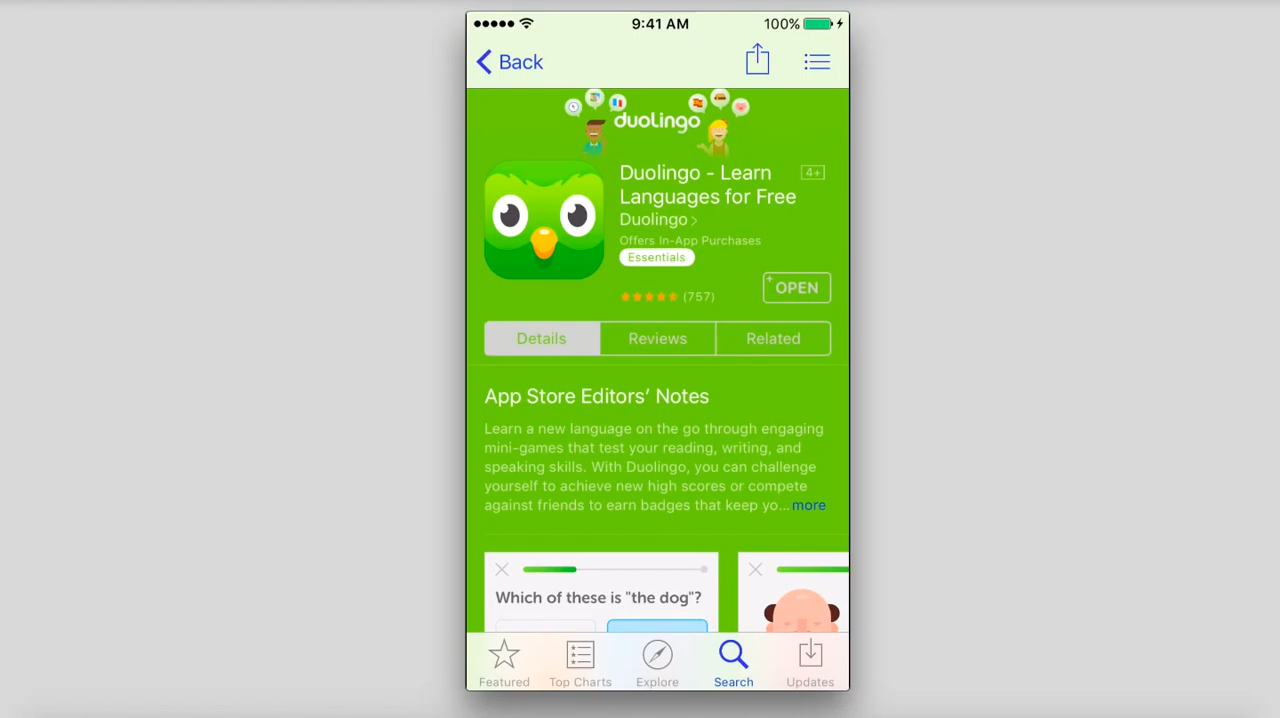 9:41 AM
100%
Back
duolingo
Duolingo - Learn
4+
Languages for Free
Duolingo >
Offers In-App Purchases
Essentials
(757)
+ OPEN
Details
Reviews
Related
App Store Editors’ Notes
Learn a new language on the go through engaging
mini-games that test your reading, writing, and
speaking skills. With Duolingo, you can challenge
yourself to achieve new high scores or compete
against friends to earn badges that keep yo... more
Which of these is "the dog"?
Featured
Top Charts
Explore
Search
Updates